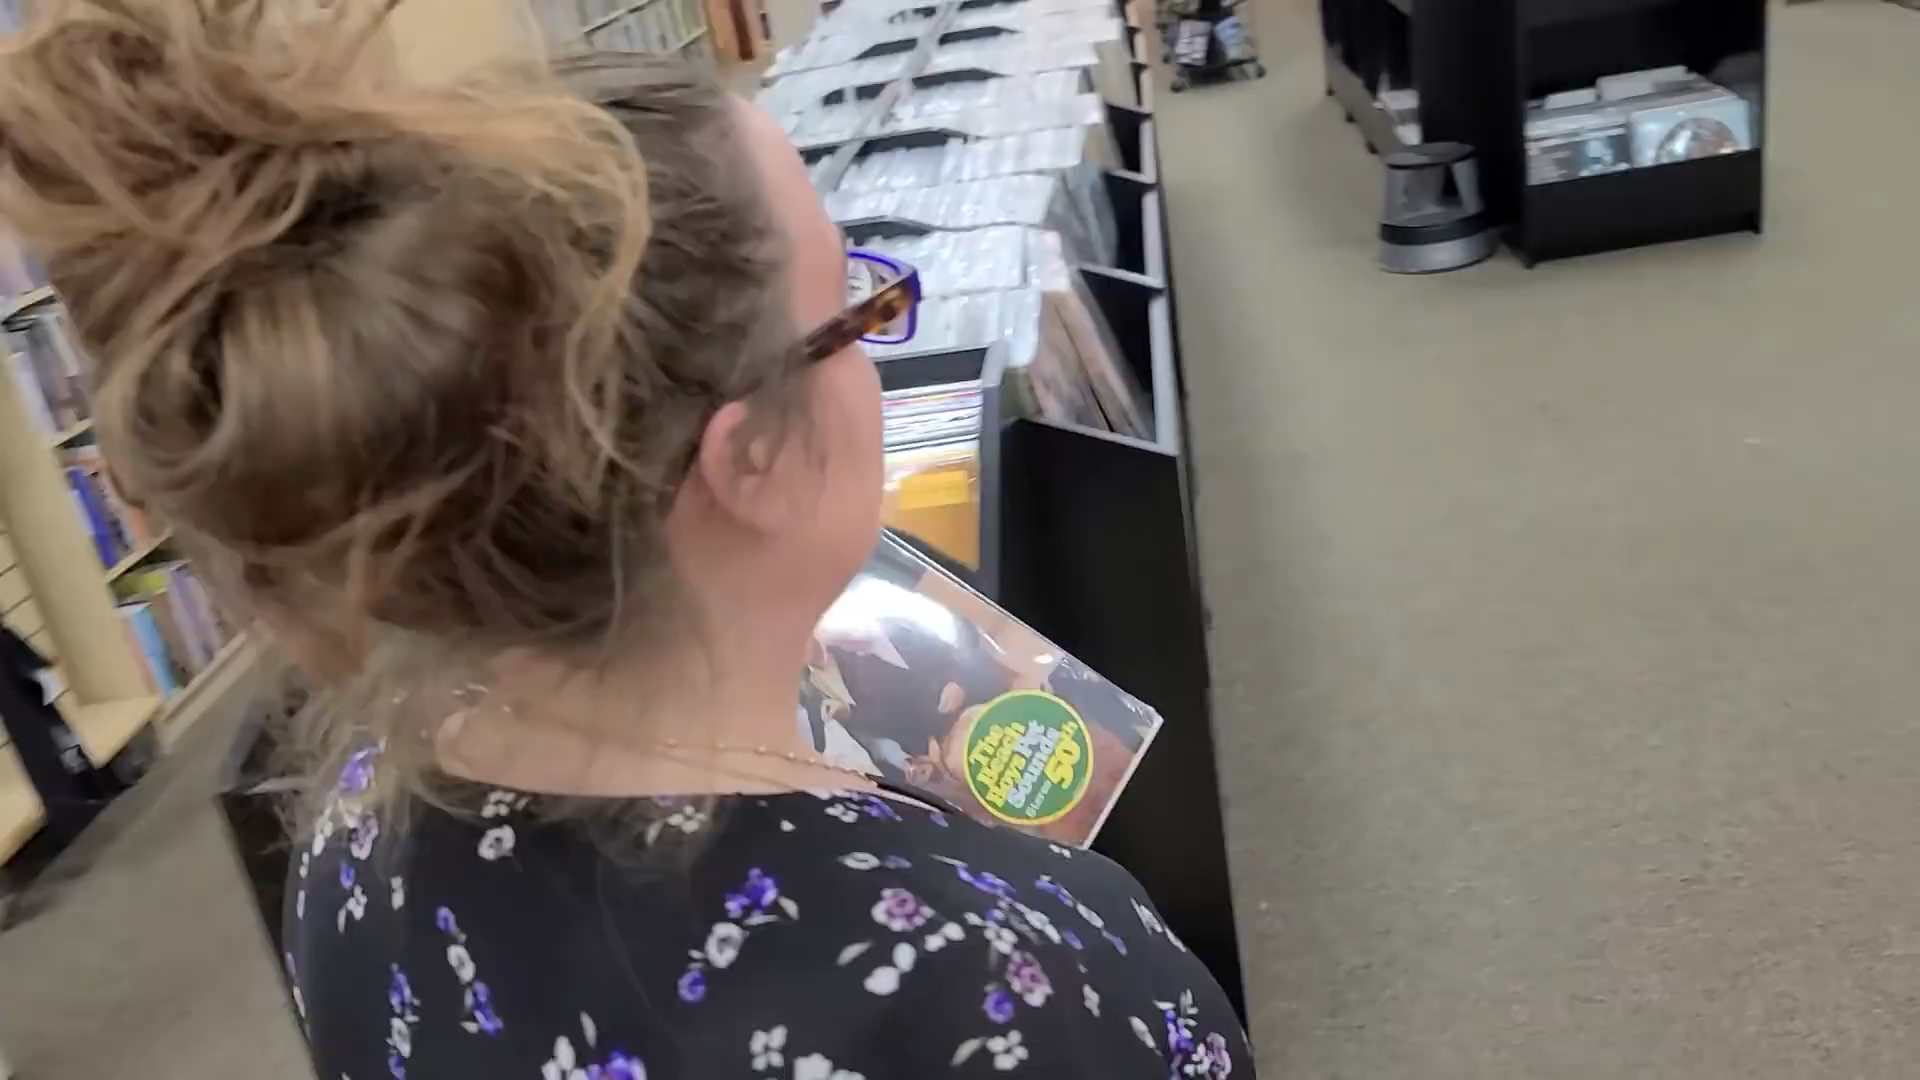 The
Beach
Boys Pet
Sounds
Stereo 50th